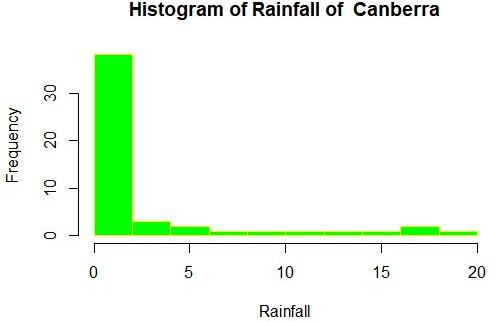 Histogram of Rainfall of  Canberra
Frequency
30
20
10
0
0 5 10 15 20
Rainfall